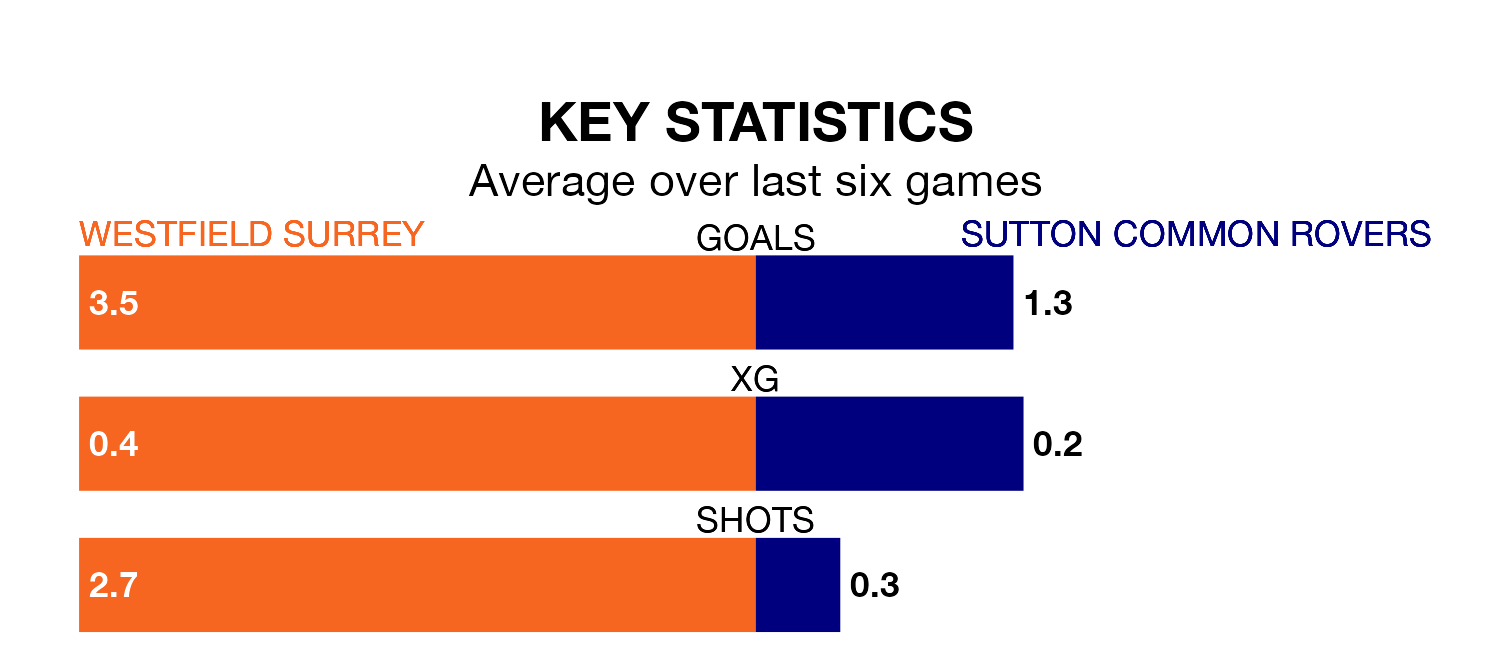 KEY STATISTICS
Average over last six games
WESTFIELD SURREY GOALS SUTTON COMMON ROVERS
3.5 1.3
XG
0.4 0.2
SHOTS
2.7 0.3